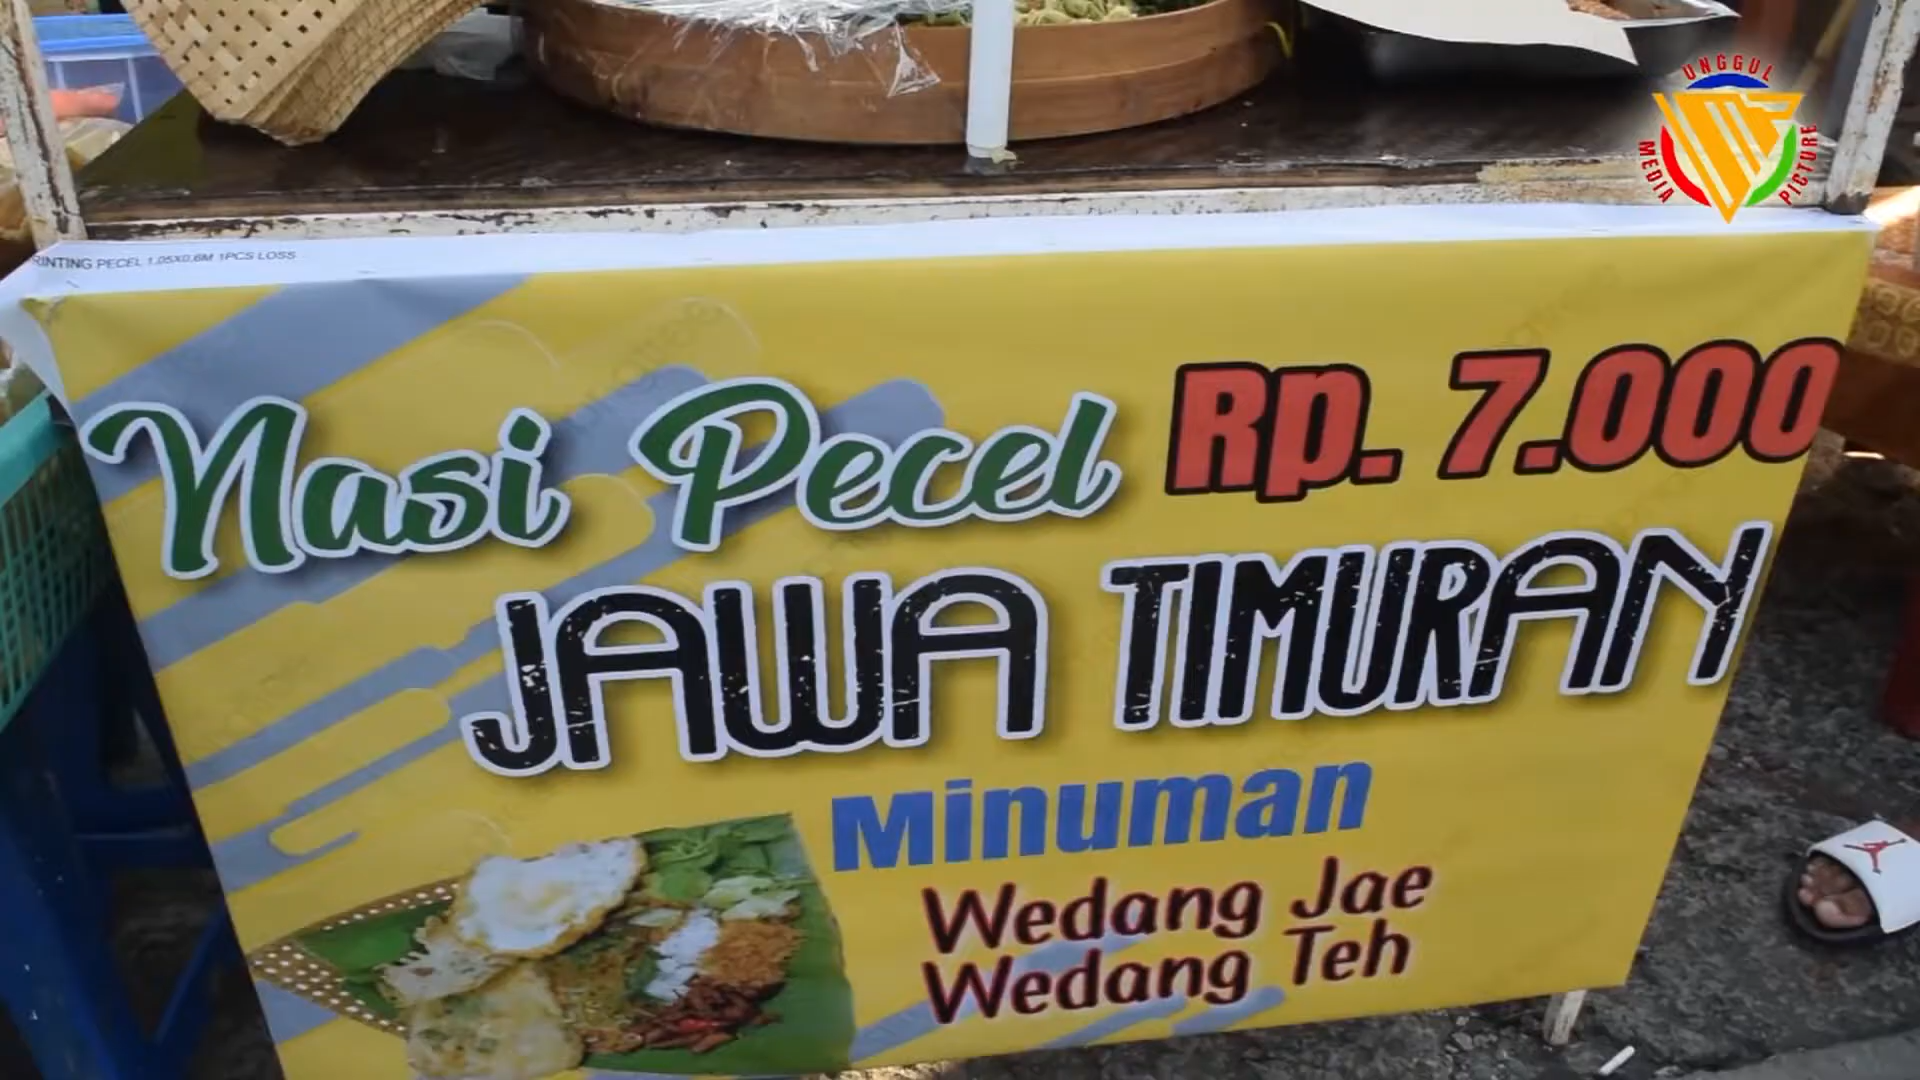 UNGGUL
MEDIA
PICTURE
RINTING PECEL 1.05X0.6M 1PCS LOSS
Nasi Pecel Rp. 7.000
JAWA TIMURAN
Minuman
Wedang Jae
Wedang Teh